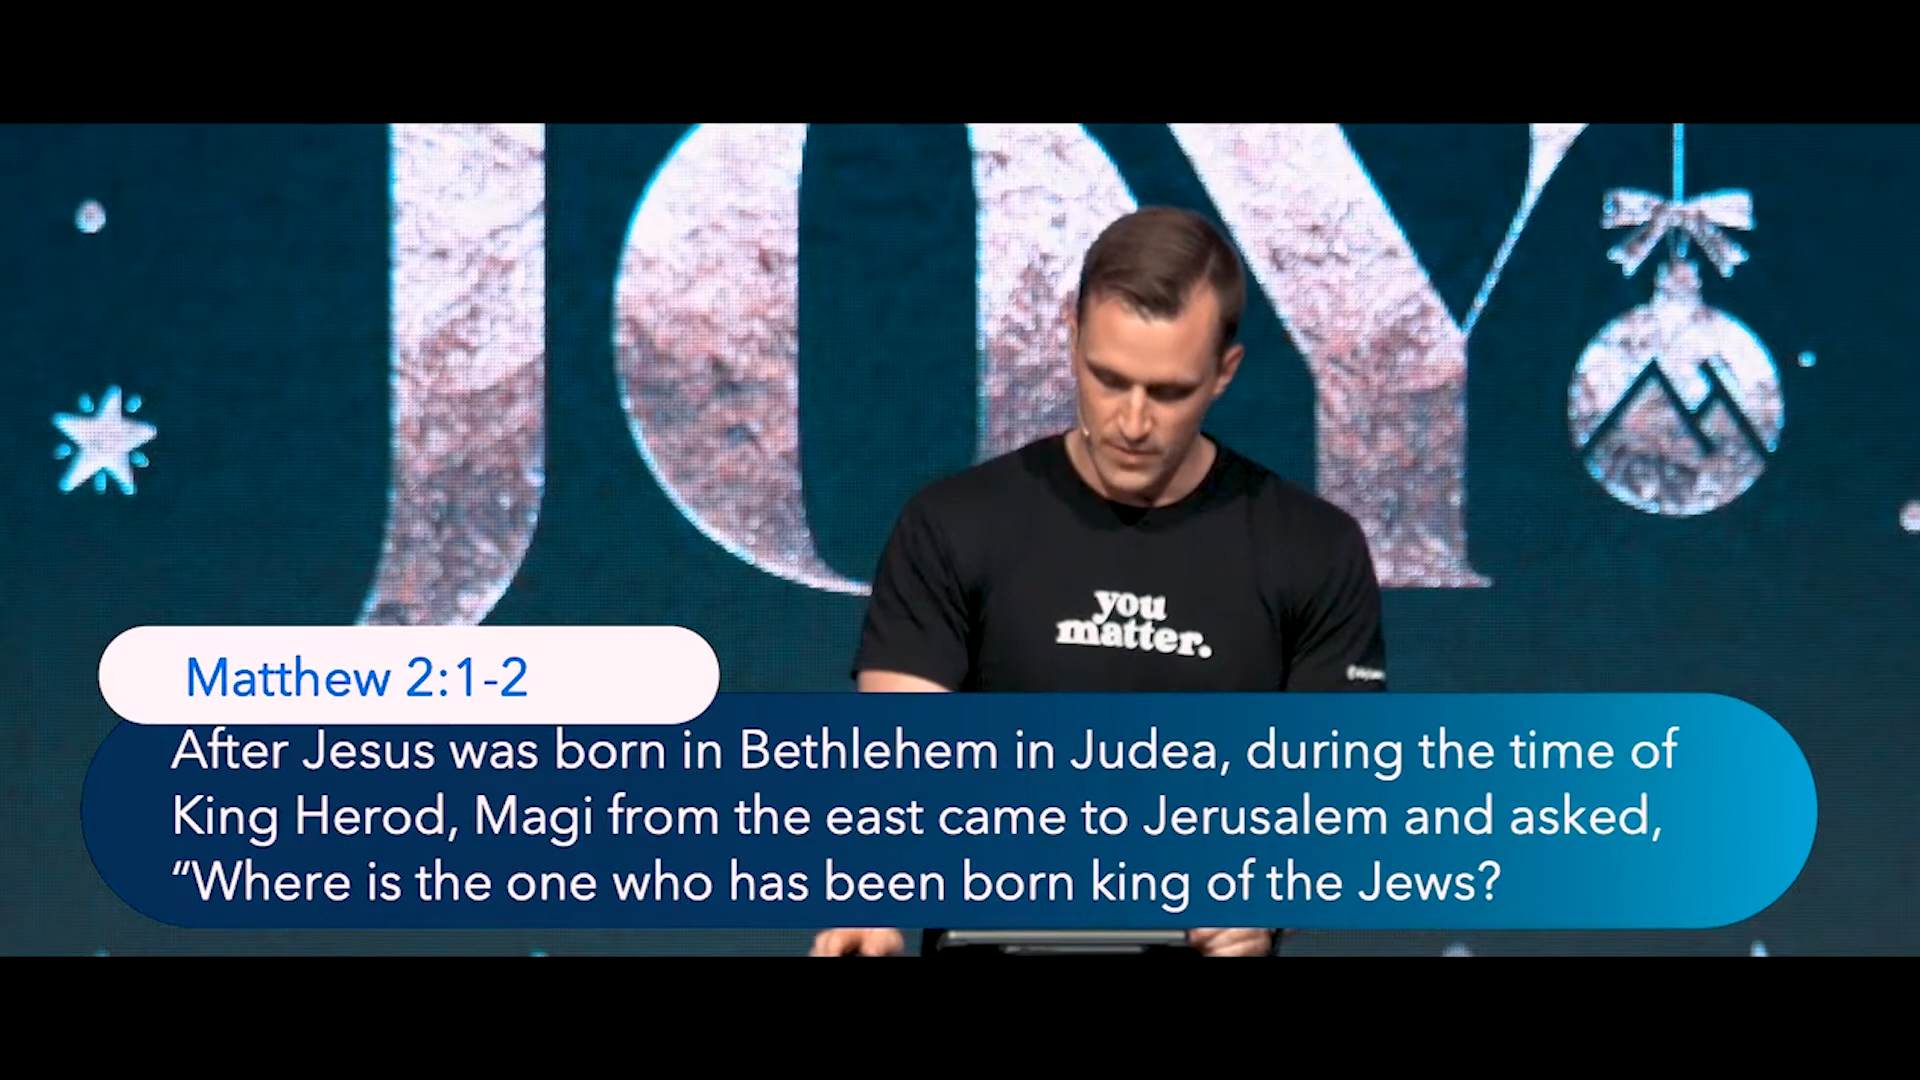 JOY
you
matter.
Matthew 2:1-2
After Jesus was born in Bethlehem in Judea, during the time of
King Herod, Magi from the east came to Jerusalem and asked,
“Where is the one who has been born king of the Jews?